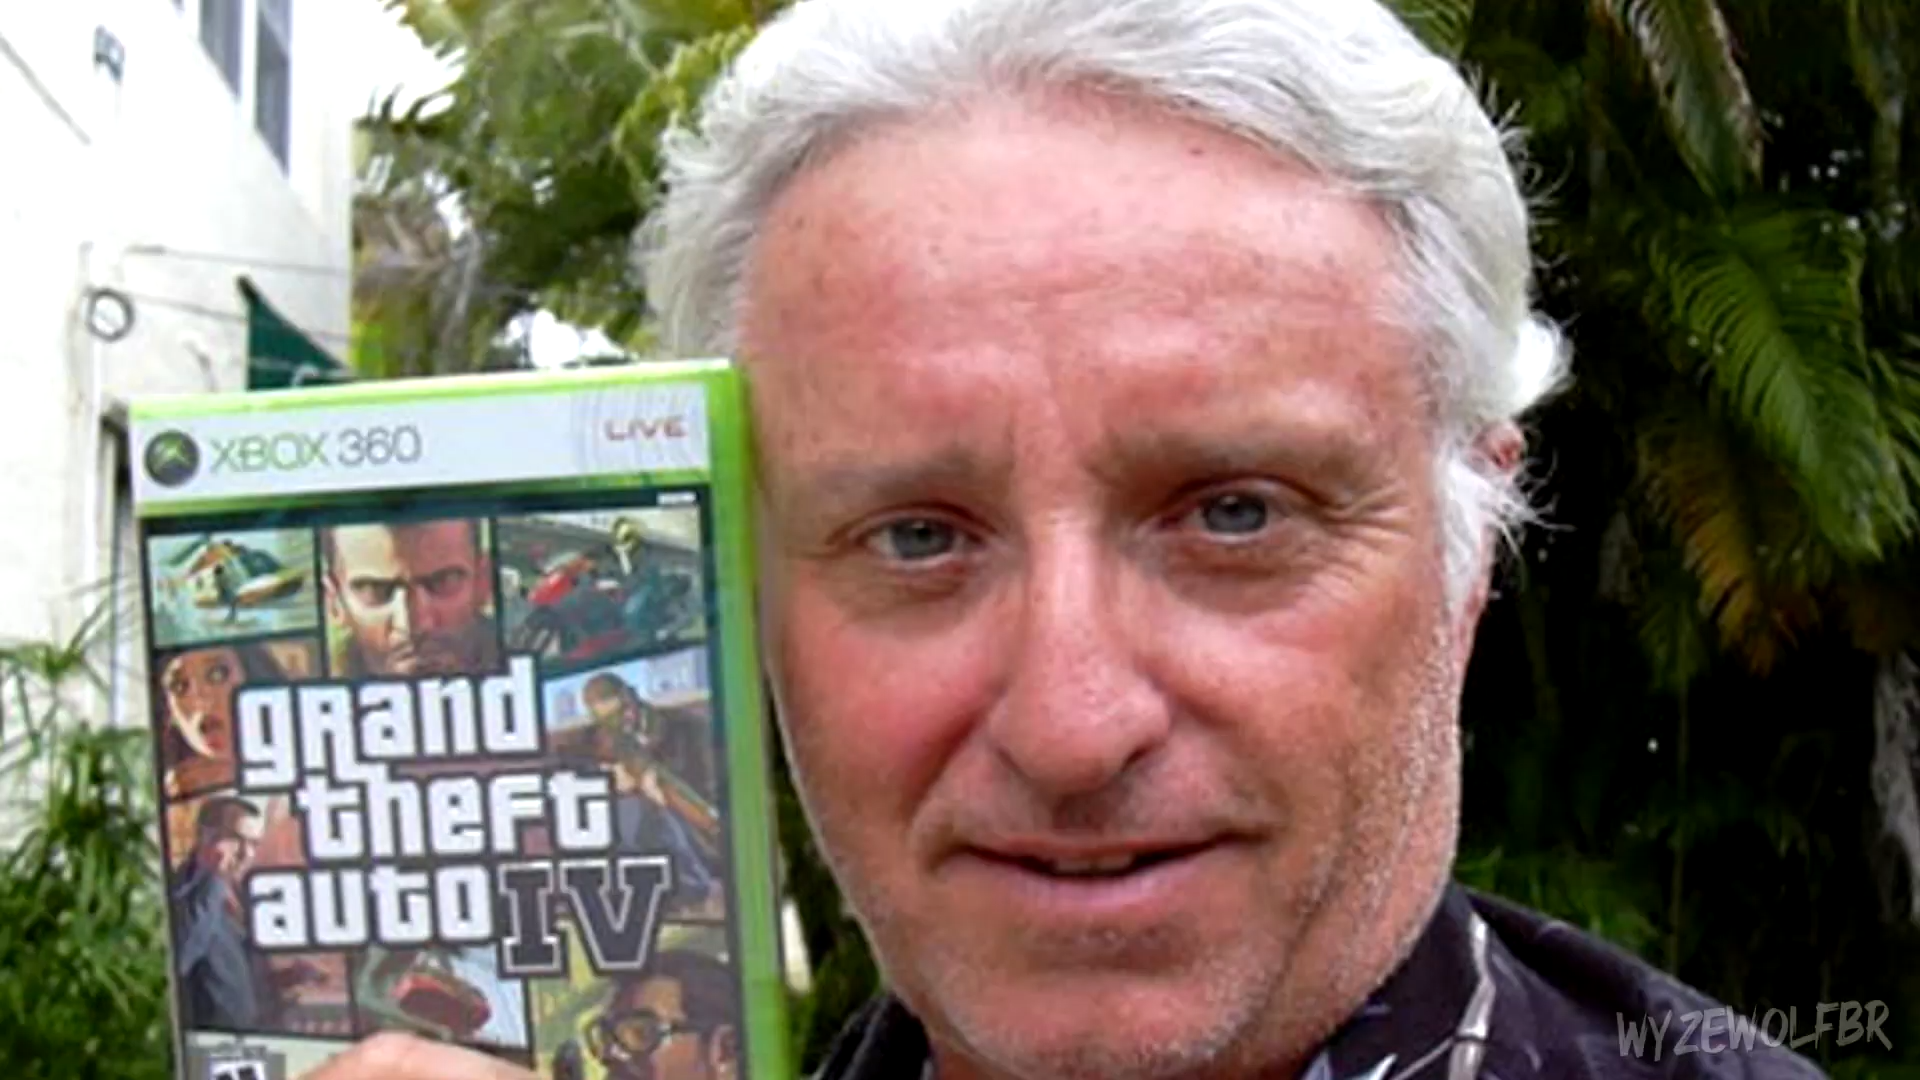 XBOX 360 LIVE
grand
theft
auto IV
WYZEWOLFBR